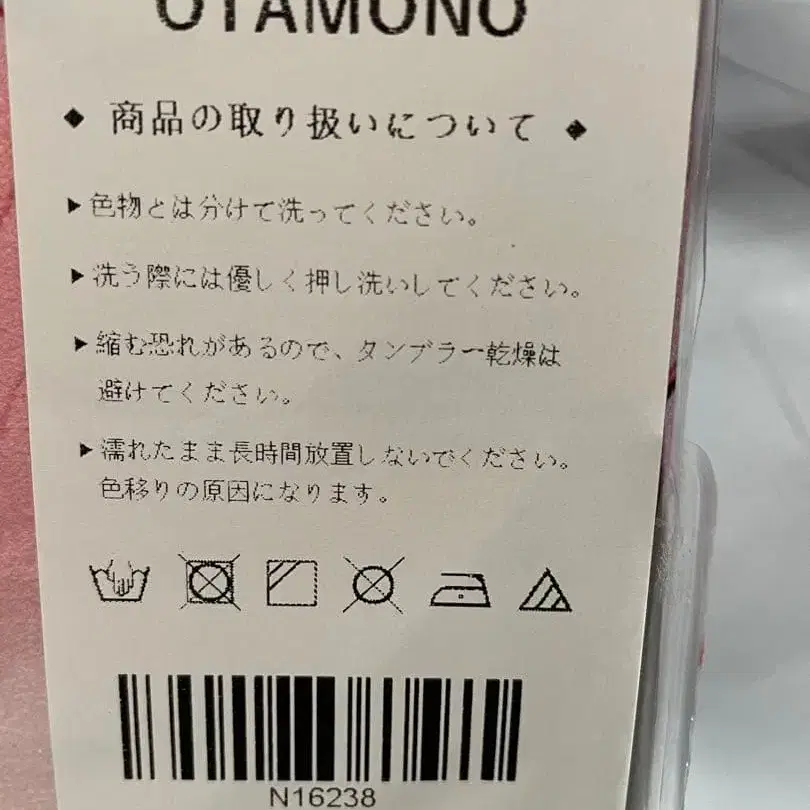 OTAMONO
◆ 商品の取り扱いについて ◆
▶色物とは分けて洗ってください。
▶洗う際には優しく押し洗いしてください。
▶縮む恐れがあるので、タンブラー乾燥は
避けてください。
▶濡れたまま長時間放置しないでください。
色移りの原因になります。
N16238